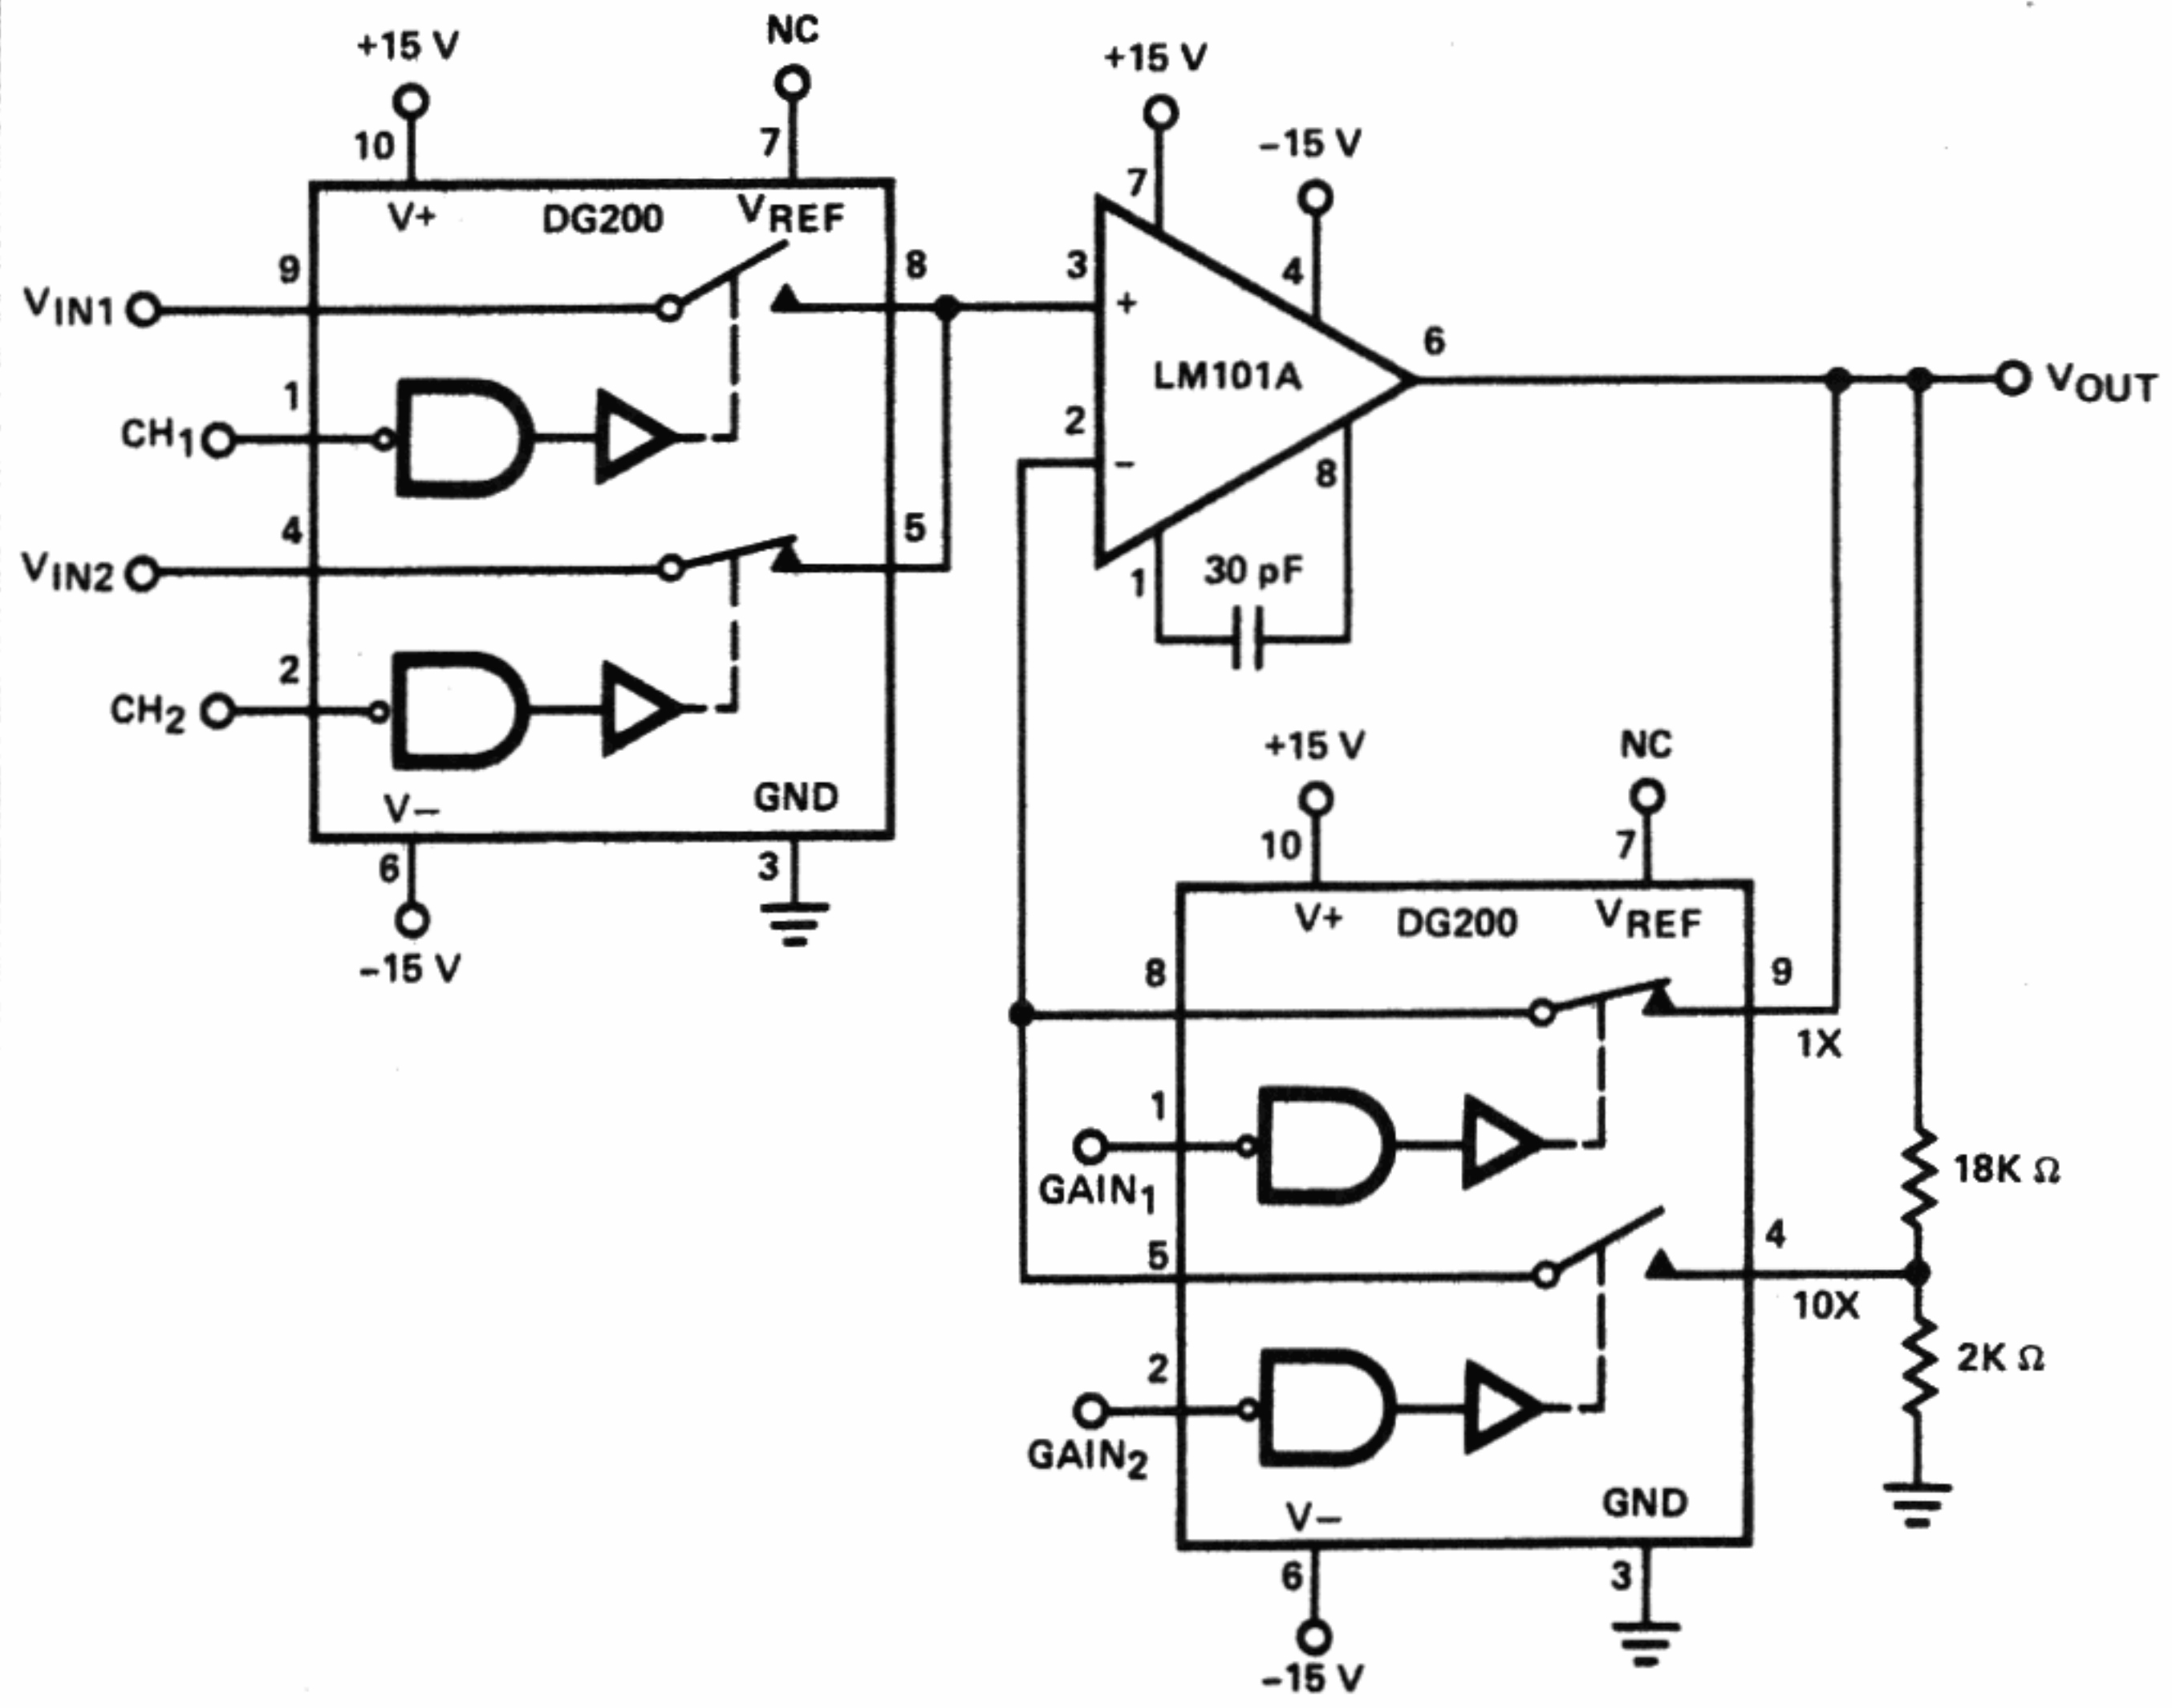 +15 V
NC
10
7
V+
DG200
VREF
9
8
VIN1
1
CH1
4
5
VIN2
2
CH2
V−
GND
6
3
−15 V
+15 V
−15 V
7
4
3
+
6
LM101A
VOUT
2
−
8
1
30 pF
+15 V
NC
10
7
V+
DG200
VREF
8
9
1X
1
GAIN1
18K Ω
5
4
10X
2
2K Ω
GAIN2
V−
GND
6
3
−15 V